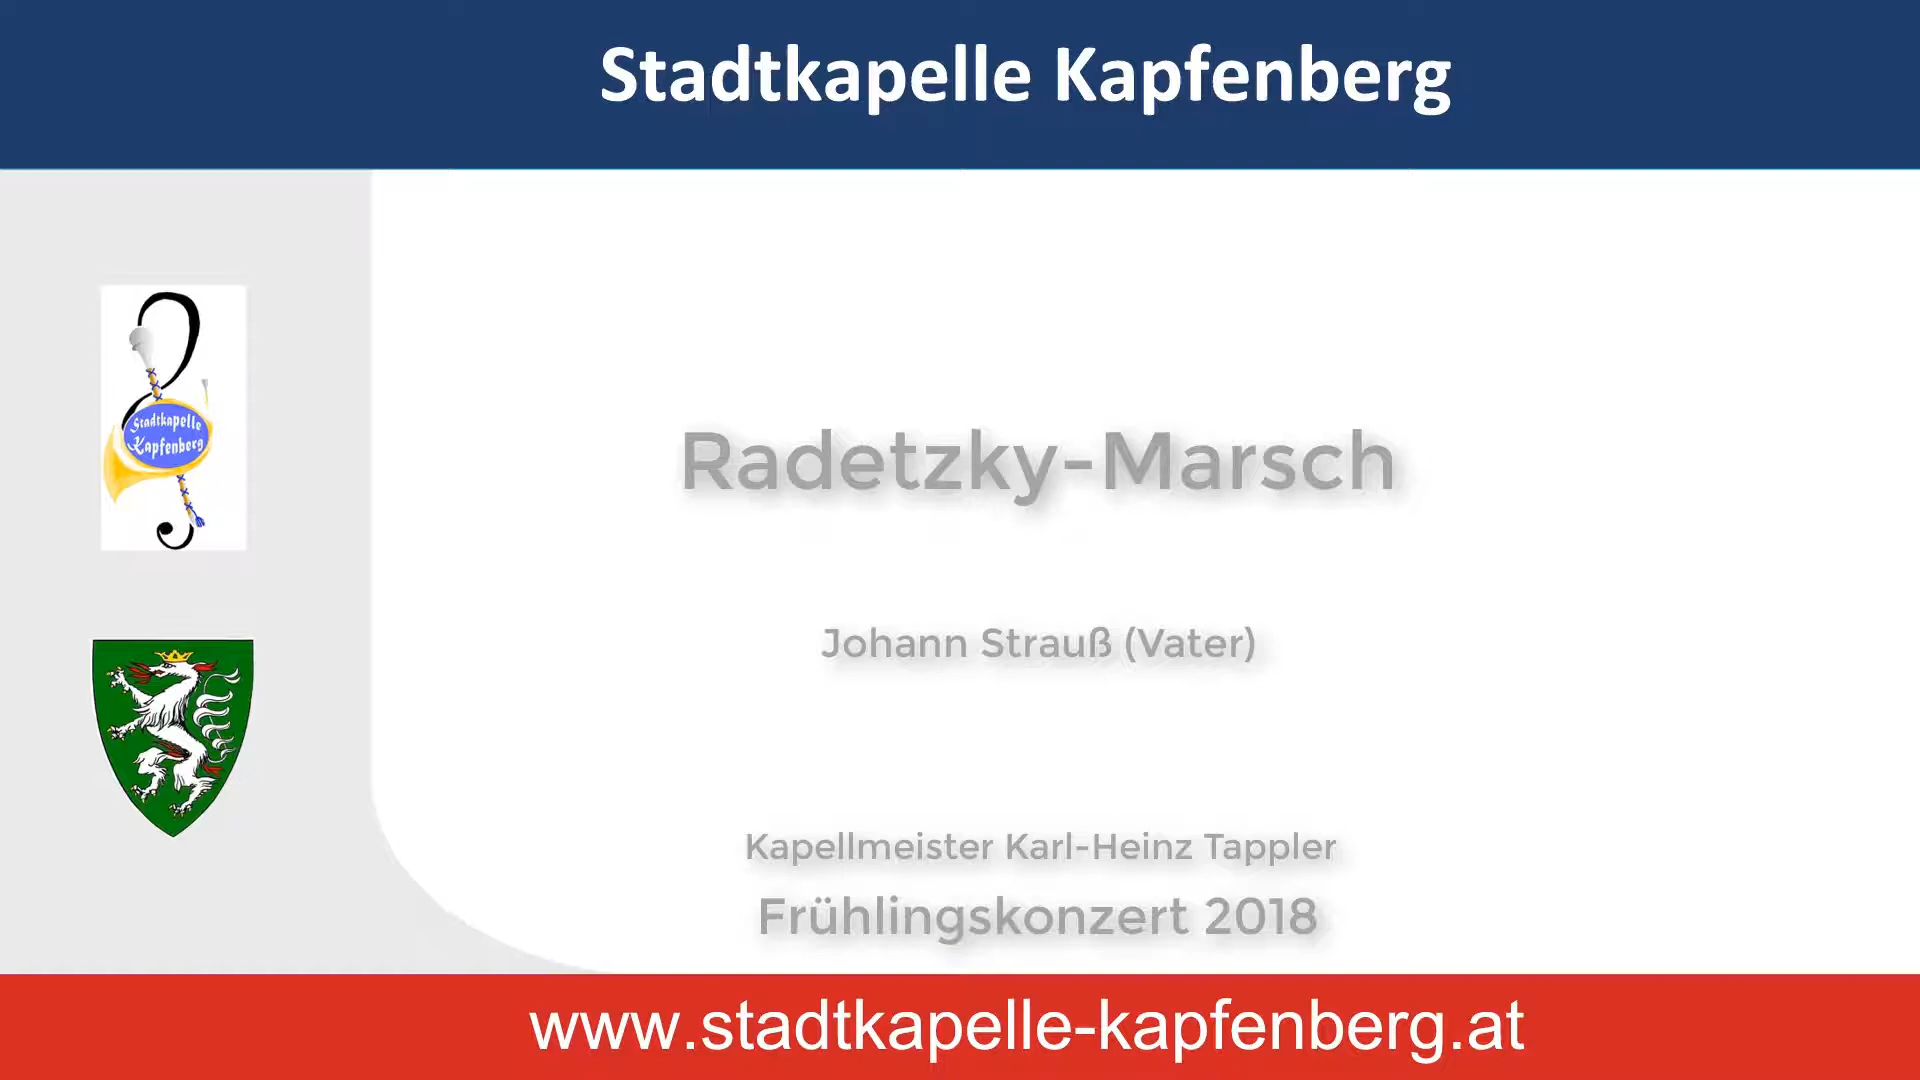 Stadtkapelle Kapfenberg
Stadtkapelle
Kapfenberg
Radetzky-Marsch
Johann Strauß (Vater)
Kapellmeister Karl-Heinz Tappler
Frühlingskonzert 2018
www.stadtkapelle-kapfenberg.at